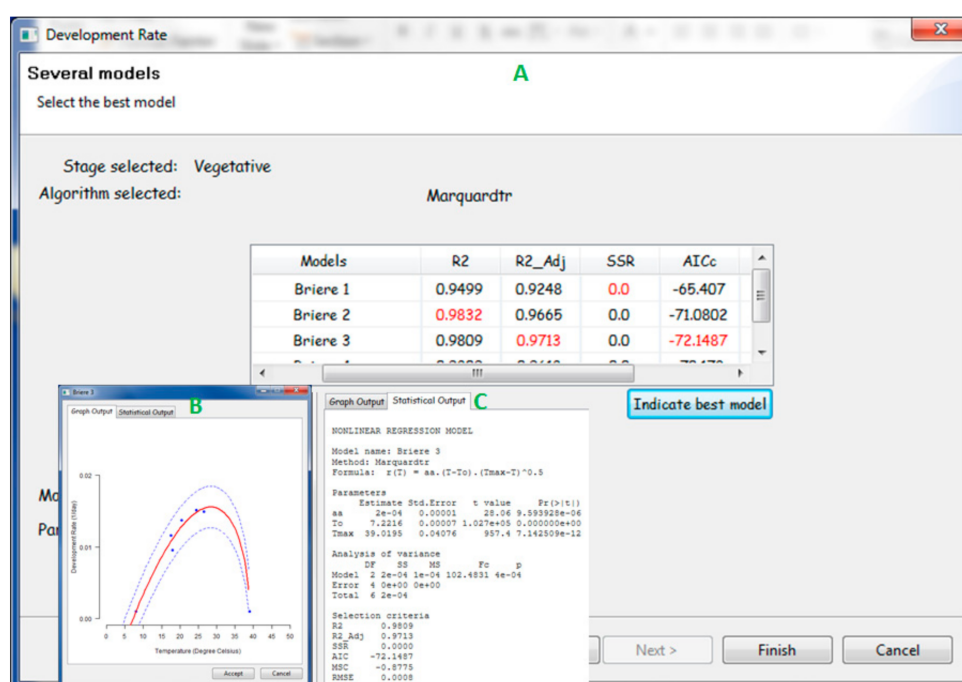 Development Rate
A
Several models
Select the best model
Stage selected: Vegetative
Algorithm selected: Marquardtr
Models R2 R2_Adj SSR AICc
Briere 1 0.9499 0.9248 0.0 -65.407
Briere 2 0.9832 0.9665 0.0 -71.0802
Briere 3 0.9809 0.9713 0.0 -72.1487
Indicate best model
Briere 3
Graph Output Statistical Output B
0.02
0.01
0.00
Development Rate (1/day)
0 5 10 15 20 25 30 35 40 45 50
Temperature (Degree Celsius)
Accept Cancel
Graph Output Statistical Output C
NONLINEAR REGRESSION MODEL
Model name: Briere 3
Method: Marquardtr
Formula: r(T) = aa.(T-To).(Tmax-T)^0.5
Parameters
Estimate Std.Error t value Pr(>|t|)
aa 2e-04 0.00001 28.06 9.593928e-06
To 7.2216 0.00007 1.027e+05 0.000000e+00
Tmax 39.0195 0.04076 957.4 7.142509e-12
Analysis of variance
DF SS MS Fc p
Model 2 2e-04 1e-04 102.4831 4e-04
Error 4 0e+00 0e+00
Total 6 2e-04
Selection criteria
R2 0.9809
R2_Adj 0.9713
SSR 0.0000
AIC -72.1487
MSC -0.8775
RMSE 0.0008
Next >
Finish
Cancel